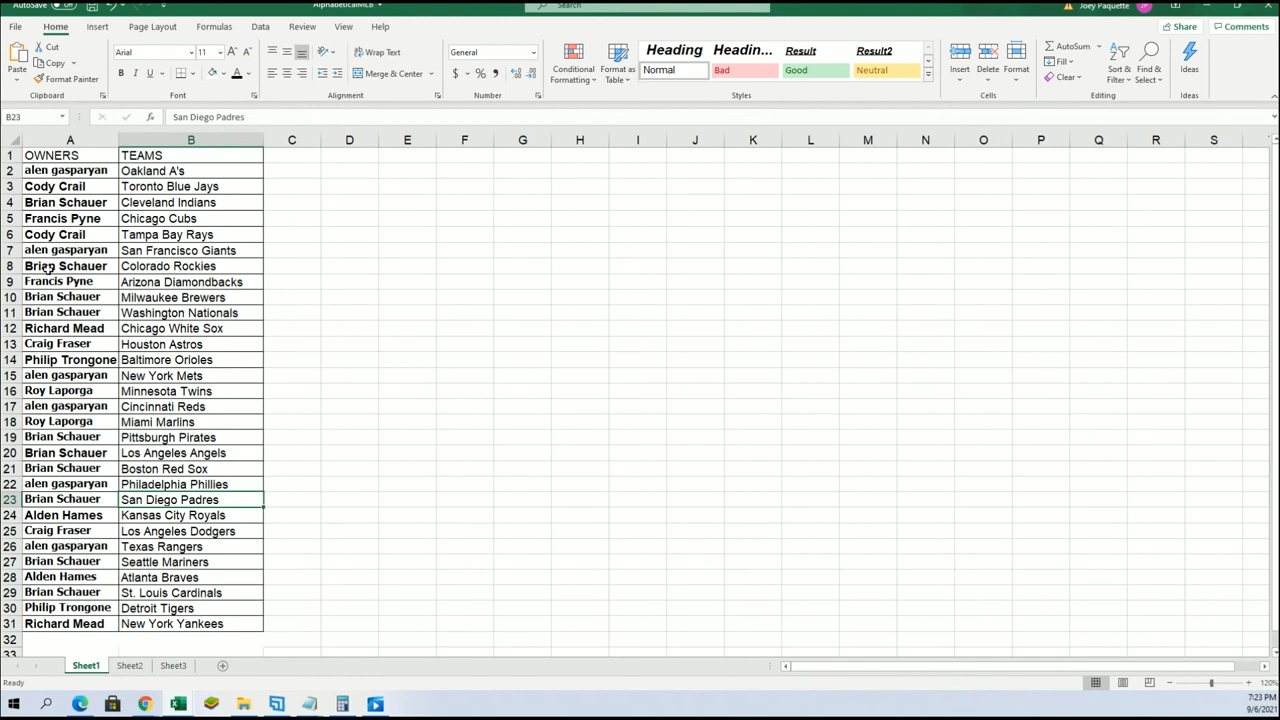 AutoSave Off AlphabeticalMLB Search Joey Paquette JP
File Home Insert Page Layout Formulas Data Review View Help Share Comments
Paste Cut Copy Format Painter Clipboard
Arial 11 B I U A Font
Wrap Text Merge & Center Alignment
General $ % Number
Conditional Formatting Format as Table
Heading Headin... Result Result2
Normal Bad Good Neutral Styles
Insert Delete Format Cells
AutoSum Fill Clear Sort & Filter Find & Select Editing
Ideas Ideas
B23 fx San Diego Padres
A B C D E F G H I J K L M N O P Q R S
1 OWNERS TEAMS
2 alen gasparyan Oakland A's
3 Cody Crail Toronto Blue Jays
4 Brian Schauer Cleveland Indians
5 Francis Pyne Chicago Cubs
6 Cody Crail Tampa Bay Rays
7 alen gasparyan San Francisco Giants
8 Brian Schauer Colorado Rockies
9 Francis Pyne Arizona Diamondbacks
10 Brian Schauer Milwaukee Brewers
11 Brian Schauer Washington Nationals
12 Richard Mead Chicago White Sox
13 Craig Fraser Houston Astros
14 Philip Trongone Baltimore Orioles
15 alen gasparyan New York Mets
16 Roy Laporga Minnesota Twins
17 alen gasparyan Cincinnati Reds
18 Roy Laporga Miami Marlins
19 Brian Schauer Pittsburgh Pirates
20 Brian Schauer Los Angeles Angels
21 Brian Schauer Boston Red Sox
22 alen gasparyan Philadelphia Phillies
23 Brian Schauer San Diego Padres
24 Alden Hames Kansas City Royals
25 Craig Fraser Los Angeles Dodgers
26 alen gasparyan Texas Rangers
27 Brian Schauer Seattle Mariners
28 Alden Hames Atlanta Braves
29 Brian Schauer St. Louis Cardinals
30 Philip Trongone Detroit Tigers
31 Richard Mead New York Yankees
32
33
Sheet1 Sheet2 Sheet3
Ready 120%
7:23 PM
9/6/2021